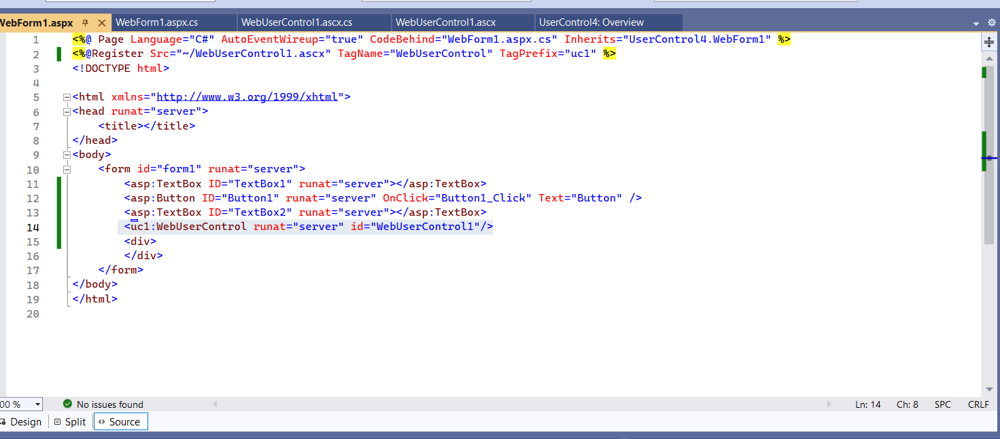 WebForm1.aspx WebForm1.aspx.cs WebUserControl1.ascx.cs WebUserControl1.ascx UserControl4: Overview
1 <%@ Page Language="C#" AutoEventWireup="true" CodeBehind="WebForm1.aspx.cs" Inherits="UserControl4.WebForm1" %>
2 <%@Register Src="~/WebUserControl1.ascx" TagName="WebUserControl" TagPrefix="uc1" %>
3 <!DOCTYPE html>
4
5 <html xmlns="http://www.w3.org/1999/xhtml">
6 <head runat="server">
7 <title></title>
8 </head>
9 <body>
10 <form id="form1" runat="server">
11 <asp:TextBox ID="TextBox1" runat="server"></asp:TextBox>
12 <asp:Button ID="Button1" runat="server" OnClick="Button1_Click" Text="Button" />
13 <asp:TextBox ID="TextBox2" runat="server"></asp:TextBox>
14 <uc1:WebUserControl runat="server" id="WebUserControl1"/>
15 <div>
16 </div>
17 </form>
18 </body>
19 </html>
20
00 % No issues found Ln: 14 Ch: 8 SPC CRLF
Design Split Source